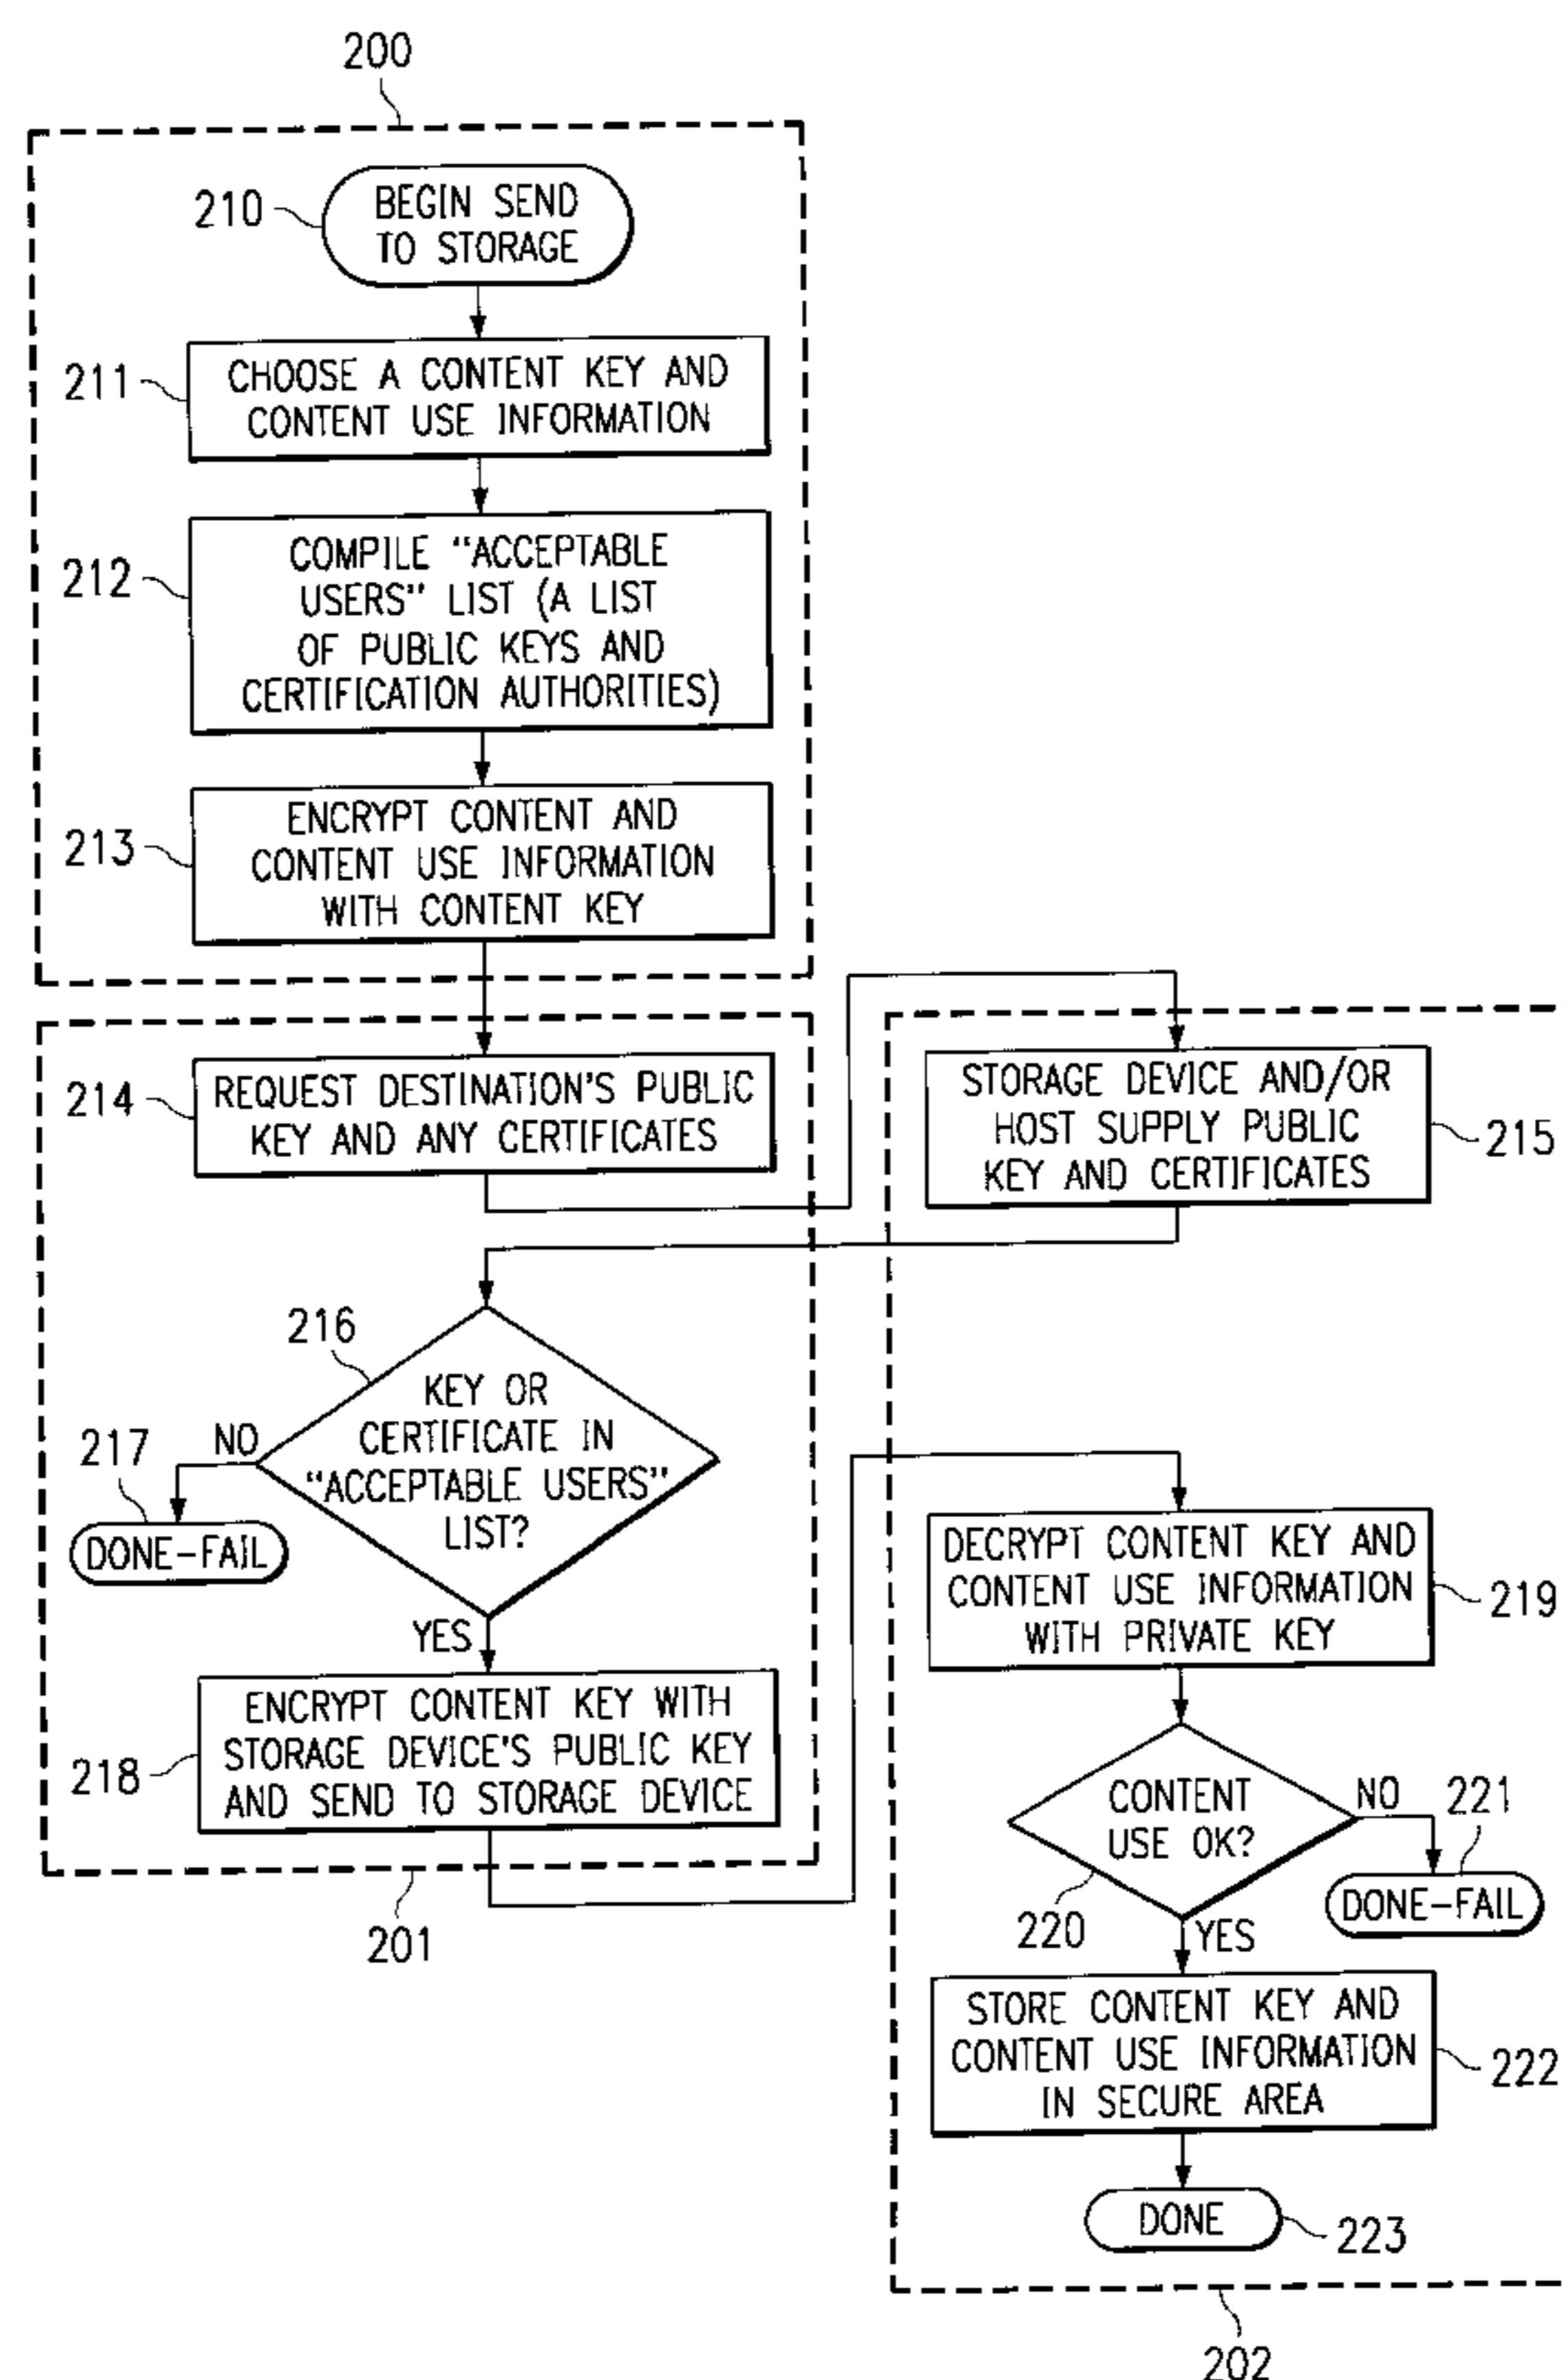 200
210
BEGIN SEND
TO STORAGE
211
CHOOSE A CONTENT KEY AND
CONTENT USE INFORMATION
212
COMPILE "ACCEPTABLE
USERS" LIST (A LIST
OF PUBLIC KEYS AND
CERTIFICATION AUTHORITIES)
213
ENCRYPT CONTENT AND
CONTENT USE INFORMATION
WITH CONTENT KEY
214
REQUEST DESTINATION'S PUBLIC
KEY AND ANY CERTIFICATES
STORAGE DEVICE AND/OR
HOST SUPPLY PUBLIC
KEY AND CERTIFICATES
215
216
KEY OR
CERTIFICATE IN
"ACCEPTABLE USERS"
LIST?
NO
217
DONE-FAIL
YES
218
ENCRYPT CONTENT KEY WITH
STORAGE DEVICE'S PUBLIC KEY
AND SEND TO STORAGE DEVICE
201
DECRYPT CONTENT KEY AND
CONTENT USE INFORMATION
WITH PRIVATE KEY
219
CONTENT
USE OK?
220
NO
221
DONE-FAIL
YES
STORE CONTENT KEY AND
CONTENT USE INFORMATION
IN SECURE AREA
222
DONE
223
202